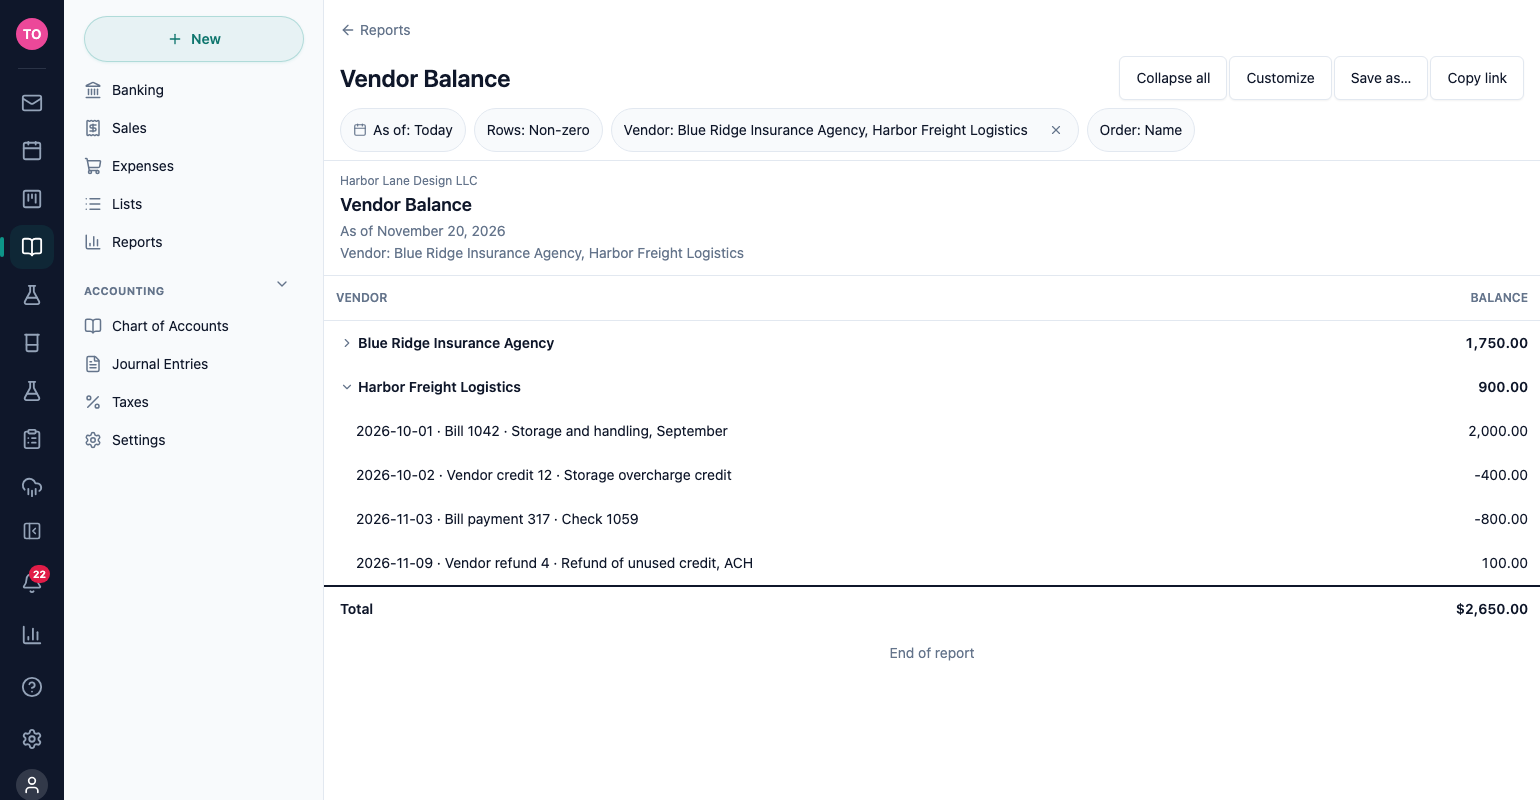 TO
New
Banking
Sales
Expenses
Lists
Reports
ACCOUNTING
Chart of Accounts
Journal Entries
Taxes
Settings
22
Reports
Vendor Balance
Collapse all
Customize
Save as...
Copy link
As of: Today
Rows: Non-zero
Vendor: Blue Ridge Insurance Agency, Harbor Freight Logistics
Order: Name
Harbor Lane Design LLC
Vendor Balance
As of November 20, 2026
Vendor: Blue Ridge Insurance Agency, Harbor Freight Logistics
VENDOR BALANCE
Blue Ridge Insurance Agency 1,750.00
Harbor Freight Logistics 900.00
2026-10-01 · Bill 1042 · Storage and handling, September 2,000.00
2026-10-02 · Vendor credit 12 · Storage overcharge credit -400.00
2026-11-03 · Bill payment 317 · Check 1059 -800.00
2026-11-09 · Vendor refund 4 · Refund of unused credit, ACH 100.00
Total $2,650.00
End of report